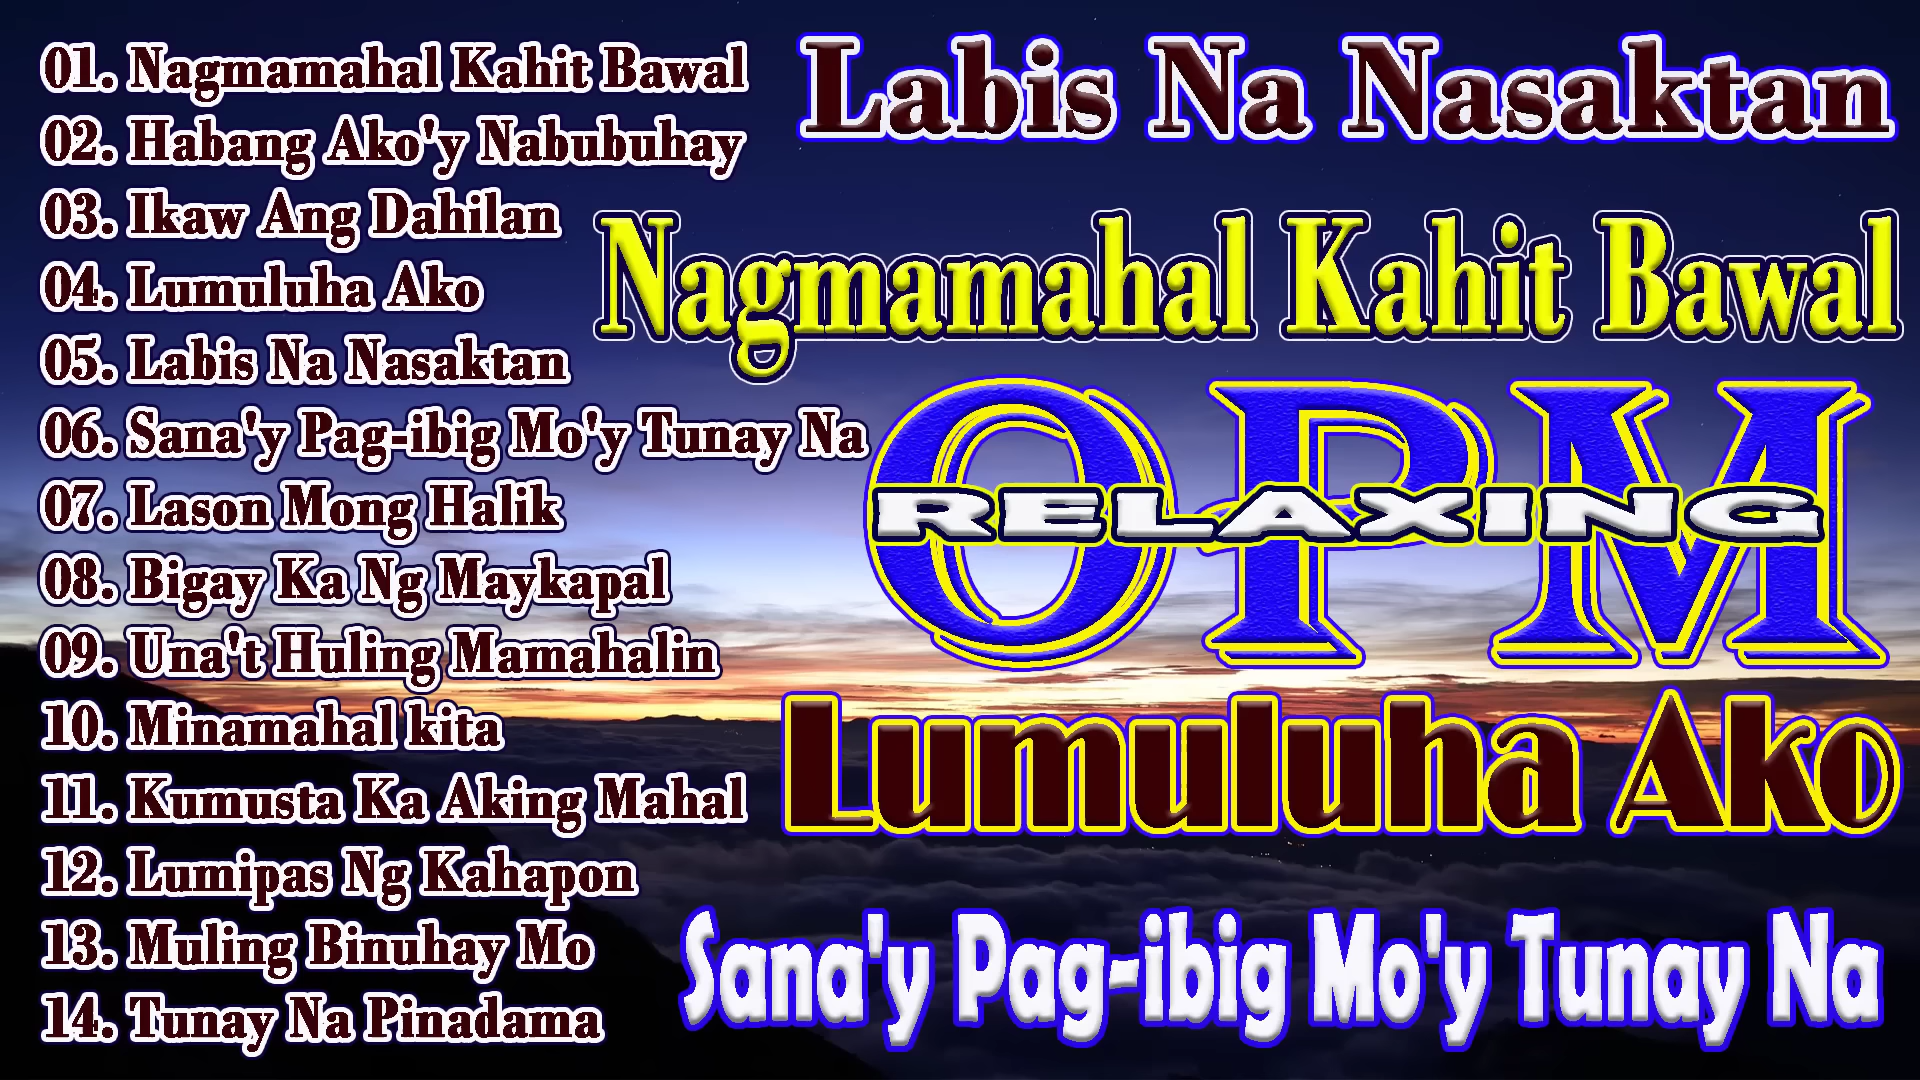 01. Nagmamahal Kahit Bawal
02. Habang Ako'y Nabubuhay
03. Ikaw Ang Dahilan
04. Lumuluha Ako
05. Labis Na Nasaktan
06. Sana'y Pag-ibig Mo'y Tunay Na
07. Lason Mong Halik
08. Bigay Ka Ng Maykapal
09. Una't Huling Mamahalin
10. Minamahal kita
11. Kumusta Ka Aking Mahal
12. Lumipas Ng Kahapon
13. Muling Binuhay Mo
14. Tunay Na Pinadama
Labis Na Nasaktan
Nagmamahal Kahit Bawal
OPM
RELAXING
Lumuluha Ako
Sana'y Pag-ibig Mo'y Tunay Na